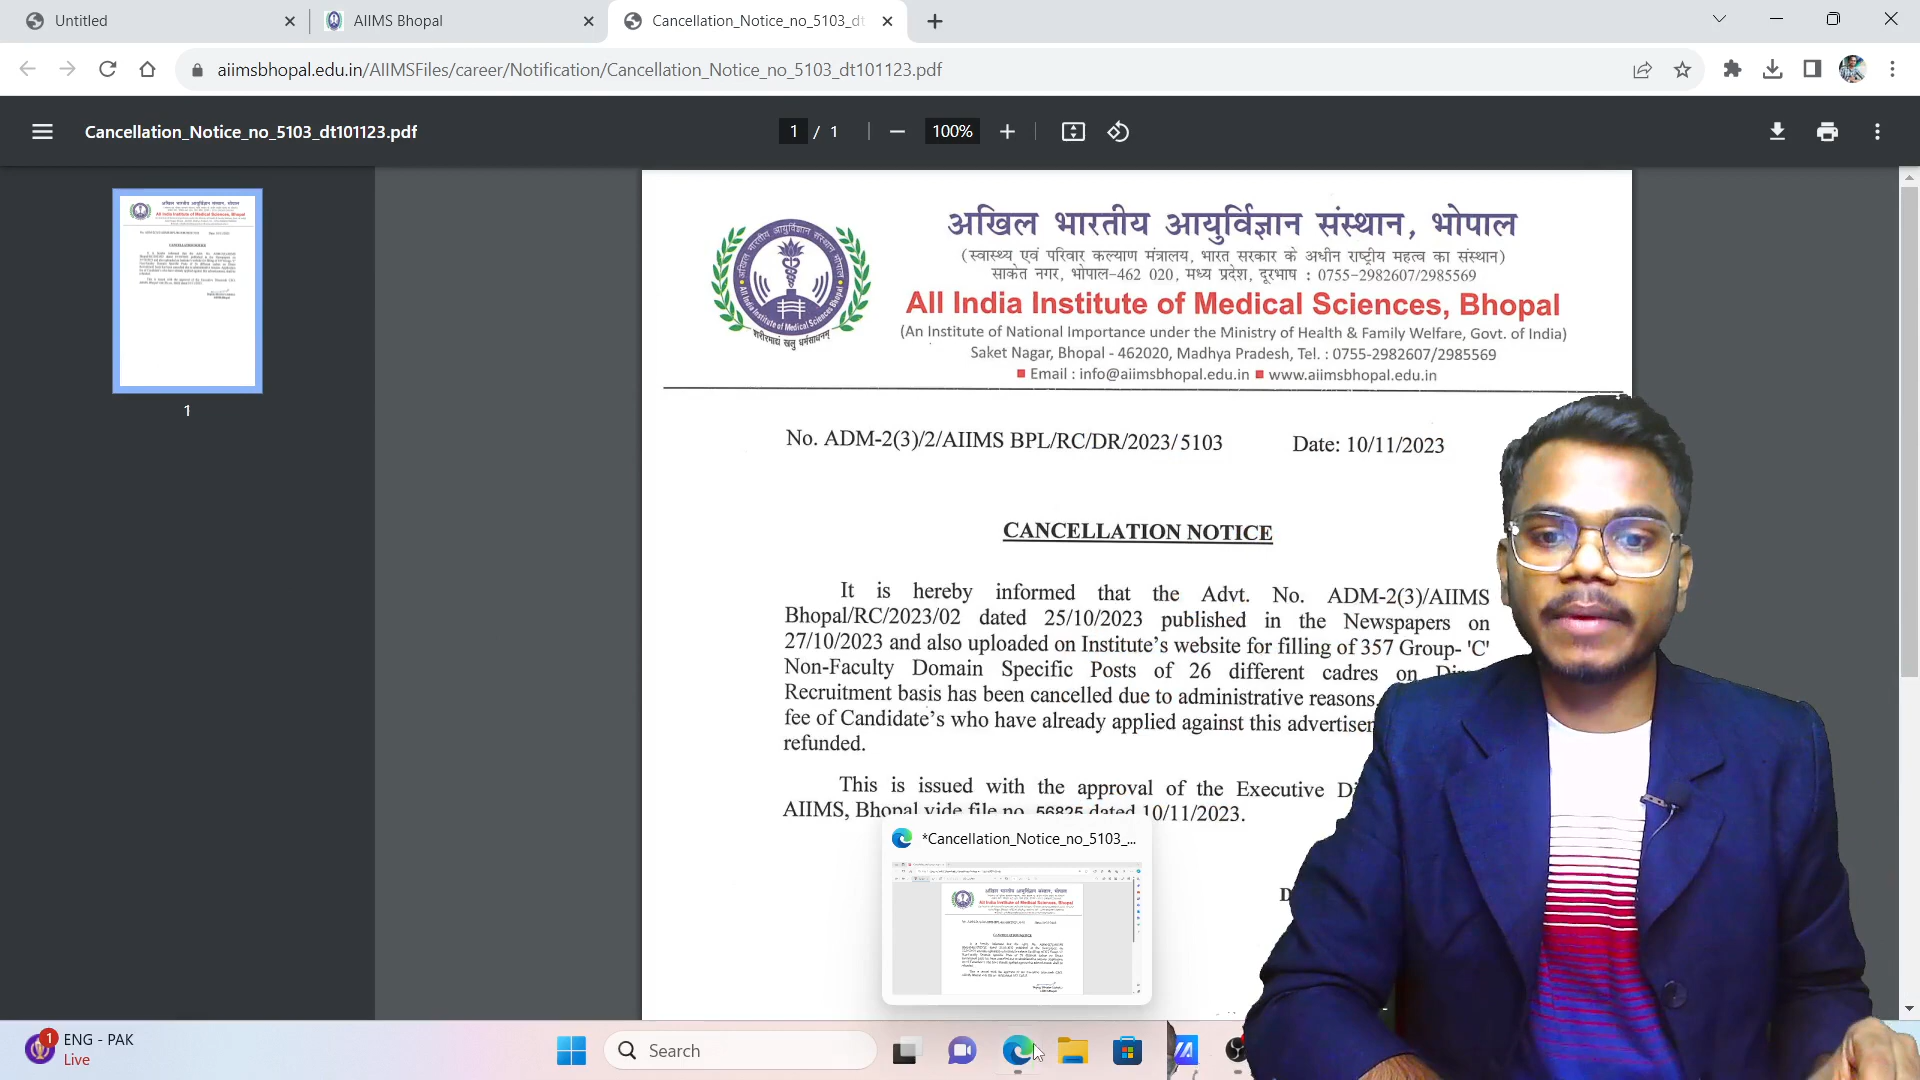 Untitled
AIIMS Bhopal
Cancellation_Notice_no_5103_dt
aiimsbhopal.edu.in/AIIMSFiles/career/Notification/Cancellation_Notice_no_5103_dt101123.pdf
Cancellation_Notice_no_5103_dt101123.pdf
1 / 1
100%
1
अखिल भारतीय आयुर्विज्ञान संस्थान, भोपाल
(स्वास्थ्य एवं परिवार कल्याण मंत्रालय, भारत सरकार के अधीन राष्ट्रीय महत्व का संस्थान)
साकेत नगर, भोपाल-462 020, मध्य प्रदेश, दूरभाष : 0755-2982607/2985569
All India Institute of Medical Sciences, Bhopal
(An Institute of National Importance under the Ministry of Health & Family Welfare, Govt. of India)
Saket Nagar, Bhopal - 462020, Madhya Pradesh, Tel. : 0755-2982607/2985569
Email : info@aiimsbhopal.edu.in www.aiimsbhopal.edu.in
No. ADM-2(3)/2/AIIMS BPL/RC/DR/2023/5103 Date: 10/11/2023
CANCELLATION NOTICE
It is hereby informed that the Advt. No. ADM-2(3)/AIIMS
Bhopal/RC/2023/02 dated 25/10/2023 published in the Newspapers on
27/10/2023 and also uploaded on Institute's website for filling of 357 Group- 'C'
Non-Faculty Domain Specific Posts of 26 different cadres on
Recruitment basis has been cancelled due to administrative reasons.
fee of Candidate's who have already applied against this
refunded.
This is issued with the approval of the Executive
AIIMS, Bhopal vide file no. 56825 dated 10/11/2023.
*Cancellation_Notice_no_5103_...
1
ENG - PAK
Live
Search